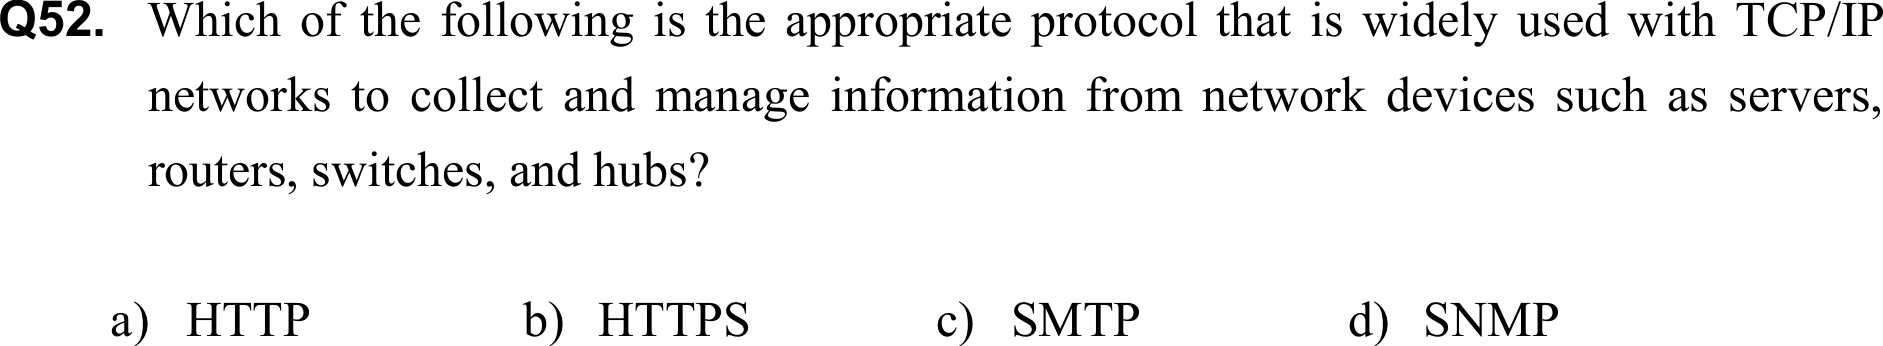 Q52. Which of the following is the appropriate protocol that is widely used with TCP/IP
networks to collect and manage information from network devices such as servers,
routers, switches, and hubs?
a) HTTP b) HTTPS c) SMTP d) SNMP